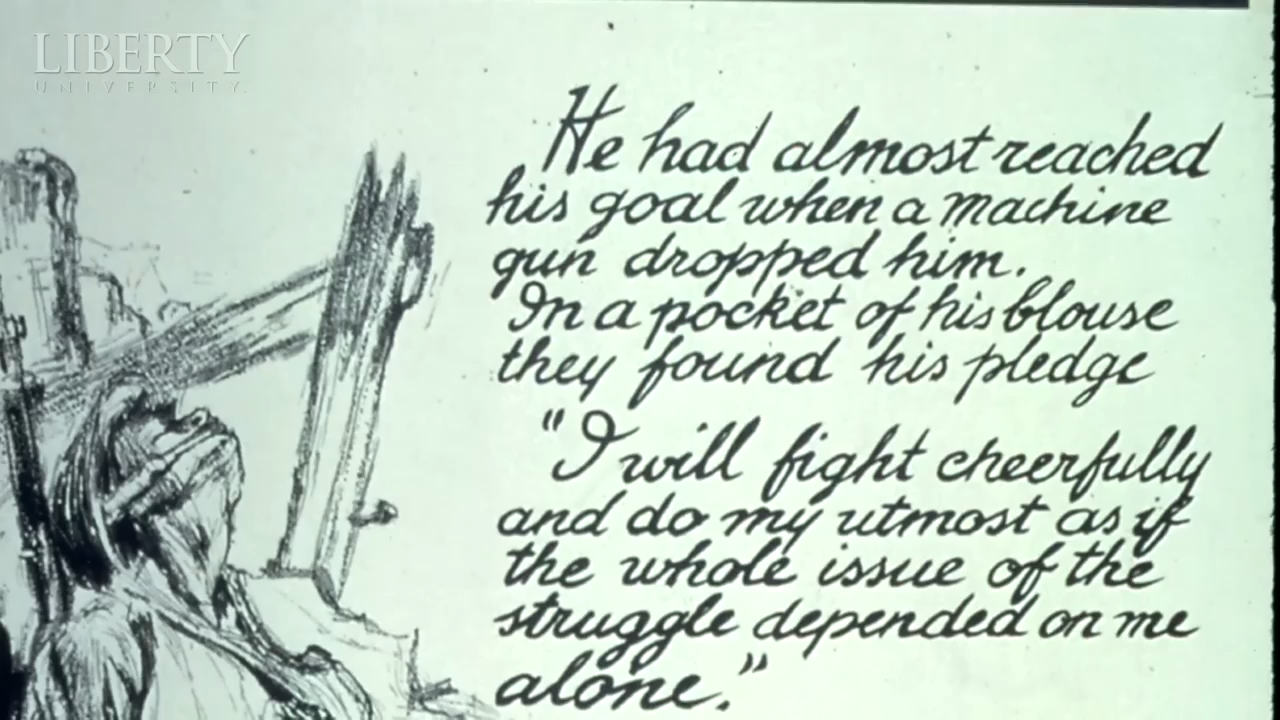 LIBERTY
UNIVERSITY.
He had almost reached
his goal when a machine
gun dropped him.
In a pocket of his blouse
they found his pledge
"I will fight cheerfully
and do my utmost as if
the whole issue of the
struggle depended on me
alone."